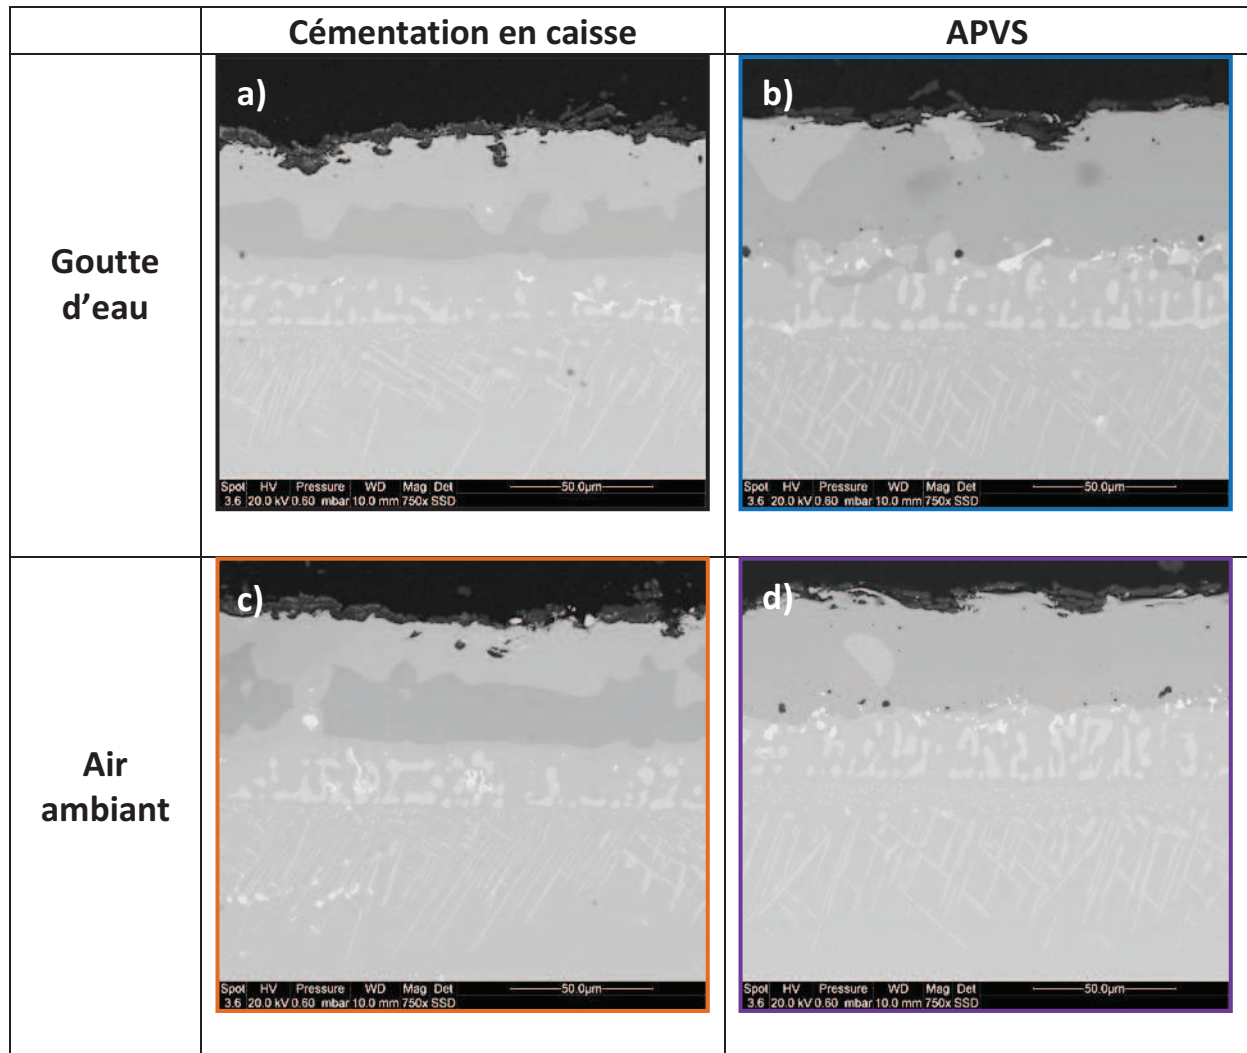 Cémentation en caisse
APVS
Goutte
d’eau
a)
Spot HV Pressure WD Mag Det
50.0µm
3.6 20.0 kV 0.60 mbar 10.0 mm 750x SSD
b)
Spot HV Pressure WD Mag Det
50.0µm
3.6 20.0 kV 0.60 mbar 10.0 mm 750x SSD
Air
ambiant
c)
Spot HV Pressure WD Mag Det
50.0µm
3.6 20.0 kV 0.60 mbar 10.0 mm 750x SSD
d)
Spot HV Pressure WD Mag Det
50.0µm
3.6 20.0 kV 0.60 mbar 10.0 mm 750x SSD